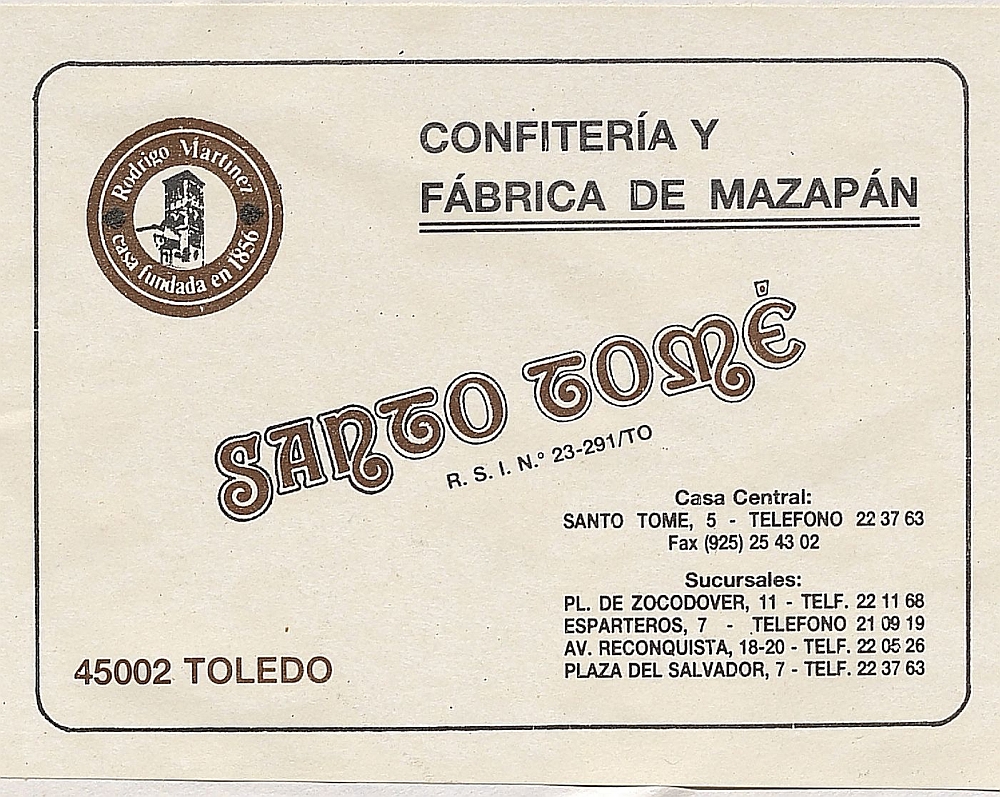 Rodrigo Martínez
casa fundada en 1856
CONFITERÍA Y
FÁBRICA DE MAZAPÁN
SANTO TOMÉ
R. S. I. N.° 23-291/TO
Casa Central:
SANTO TOME, 5 - TELEFONO 22 37 63
Fax (925) 25 43 02
Sucursales:
PL. DE ZOCODOVER, 11 - TELF. 22 11 68
ESPARTEROS, 7 - TELEFONO 21 09 19
AV. RECONQUISTA, 18-20 - TELF. 22 05 26
PLAZA DEL SALVADOR, 7 - TELF. 22 37 63
45002 TOLEDO